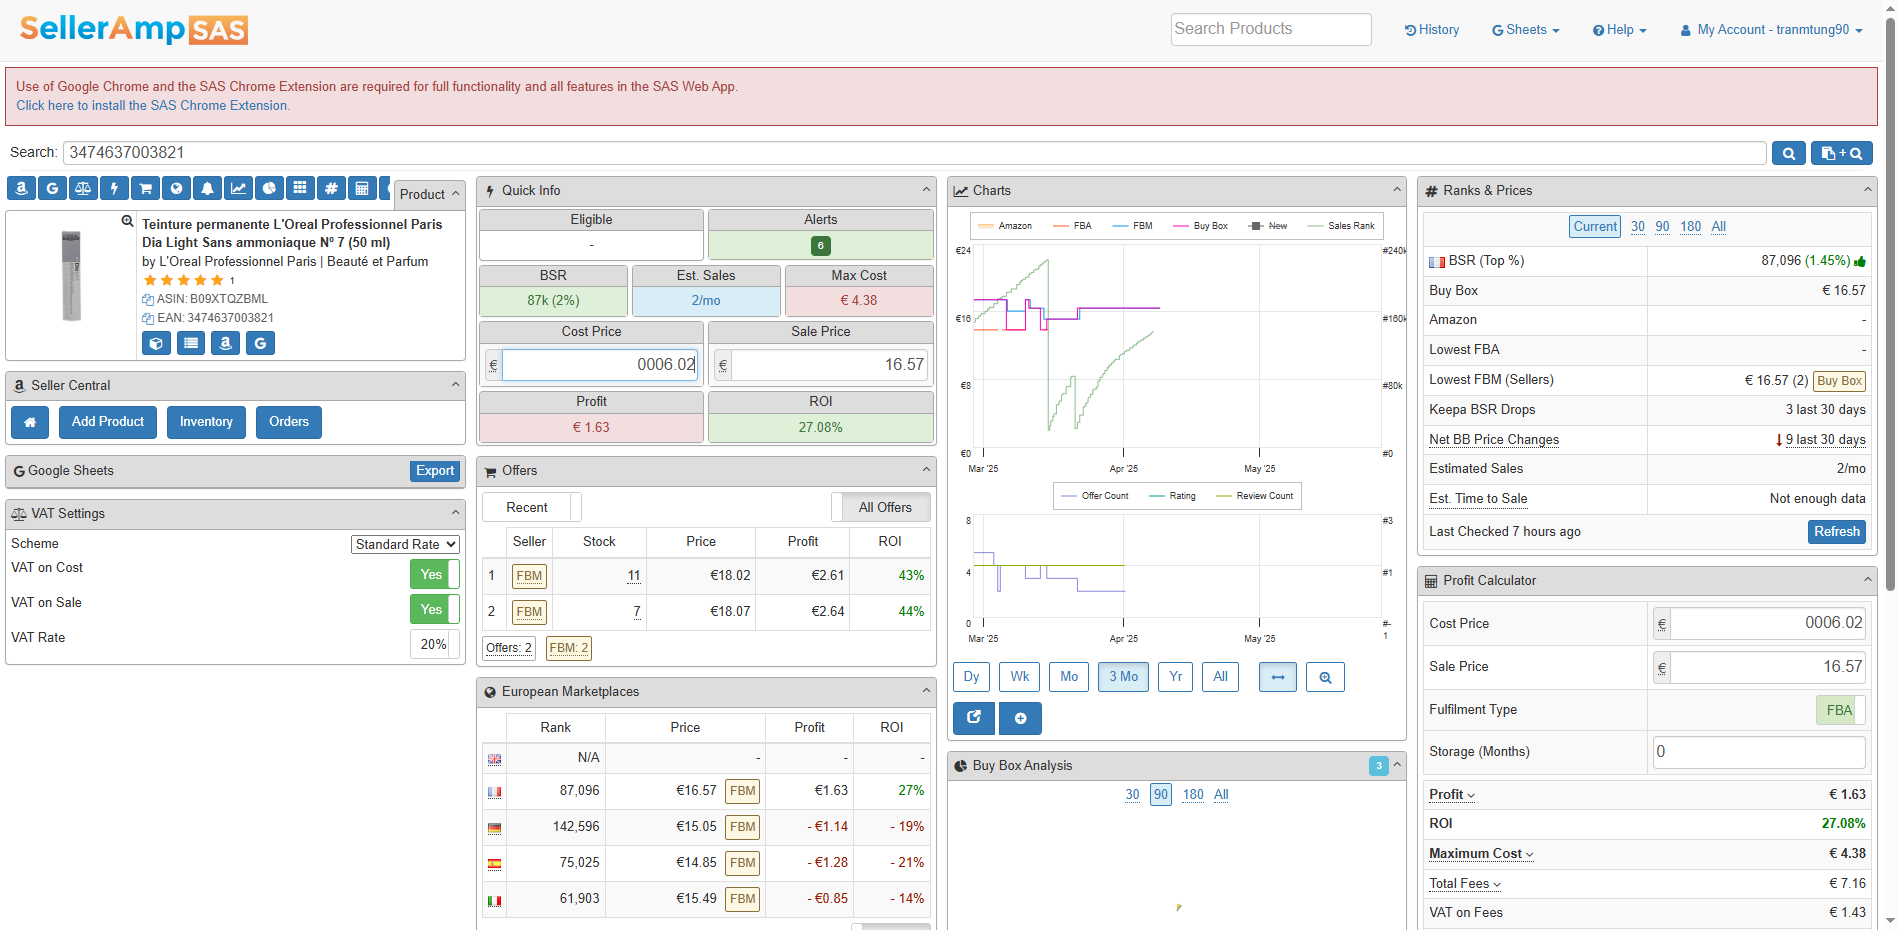 SellerAmp SAS
Search Products
History
Sheets
Help
My Account - tranmtung90
Use of Google Chrome and the SAS Chrome Extension are required for full functionality and all features in the SAS Web App.
Click here to install the SAS Chrome Extension.
Search: 3474637003821
Product
Teinture permanente L'Oreal Professionnel Paris
Dia Light Sans ammoniaque Nº 7 (50 ml)
by L'Oreal Professionnel Paris | Beauté et Parfum
1
ASIN: B09XTQZBML
EAN: 3474637003821
Seller Central
Add Product Inventory Orders
Google Sheets Export
VAT Settings
Scheme Standard Rate
VAT on Cost Yes
VAT on Sale Yes
VAT Rate 20%
Quick Info
Eligible Alerts
- 6
BSR Est. Sales Max Cost
87k (2%) 2/mo € 4.38
Cost Price Sale Price
€ 0006.02 € 16.57
Profit ROI
€ 1.63 27.08%
Offers
Recent All Offers
Seller Stock Price Profit ROI
1 FBM 11 €18.02 €2.61 43%
2 FBM 7 €18.07 €2.64 44%
Offers: 2 FBM: 2
European Marketplaces
Rank Price Profit ROI
N/A - - -
87,096 €16.57 FBM €1.63 27%
142,596 €15.05 FBM - €1.14 - 19%
75,025 €14.85 FBM - €1.28 - 21%
61,903 €15.49 FBM - €0.85 - 14%
Charts
Amazon FBA FBM Buy Box New Sales Rank
€24 #240k
€16 #160k
€8 #80k
€0 #0
Mar '25 Apr '25 May '25
Offer Count Rating Review Count
8 #3
4 #1
0 #-1
Mar '25 Apr '25 May '25
Dy Wk Mo 3 Mo Yr All
Buy Box Analysis 3
30 90 180 All
Ranks & Prices
Current 30 90 180 All
BSR (Top %) 87,096 (1.45%)
Buy Box € 16.57
Amazon -
Lowest FBA -
Lowest FBM (Sellers) € 16.57 (2) Buy Box
Keepa BSR Drops 3 last 30 days
Net BB Price Changes 9 last 30 days
Estimated Sales 2/mo
Est. Time to Sale Not enough data
Last Checked 7 hours ago Refresh
Profit Calculator
Cost Price € 0006.02
Sale Price € 16.57
Fulfilment Type FBA
Storage (Months) 0
Profit € 1.63
ROI 27.08%
Maximum Cost € 4.38
Total Fees € 7.16
VAT on Fees € 1.43